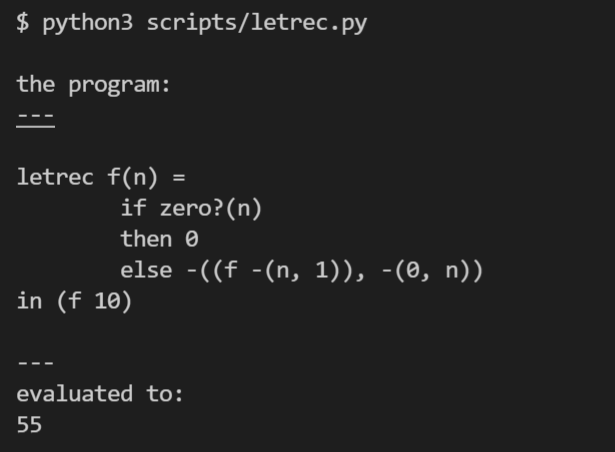 $ python3 scripts/letrec.py
the program:
---
letrec f(n) =
        if zero?(n)
        then 0
        else -((f -(n, 1)), -(0, n))
in (f 10)
---
evaluated to:
55